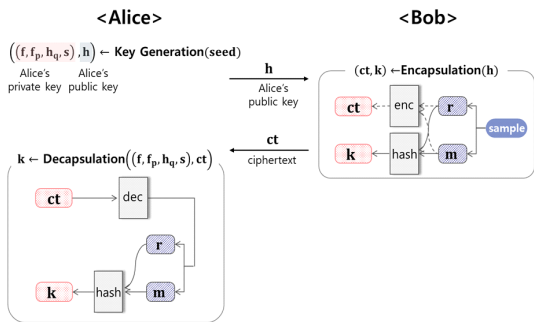 <Alice>
<Bob>
((f, fp, hq, s), h) ← Key Generation(seed)
Alice's private key
Alice's public key
h
Alice's public key
(ct, k) ←Encapsulation(h)
ct
enc
r
sample
k
hash
m
ct
ciphertext
k ← Decapsulation((f, fp, hq, s), ct)
ct
dec
r
k
hash
m